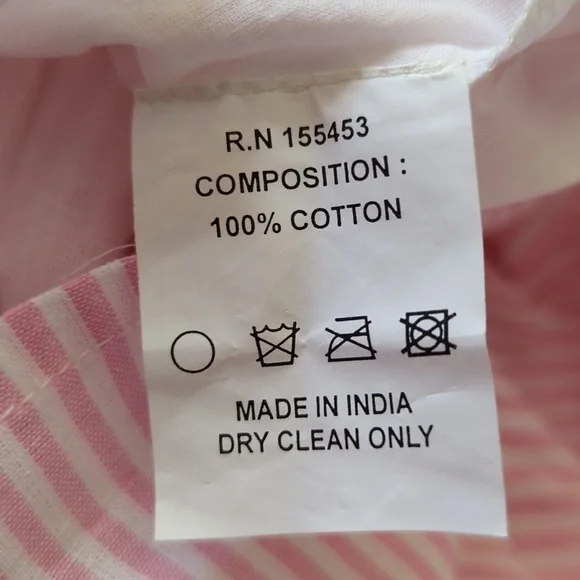 R.N 155453
COMPOSITION :
100% COTTON
MADE IN INDIA
DRY CLEAN ONLY